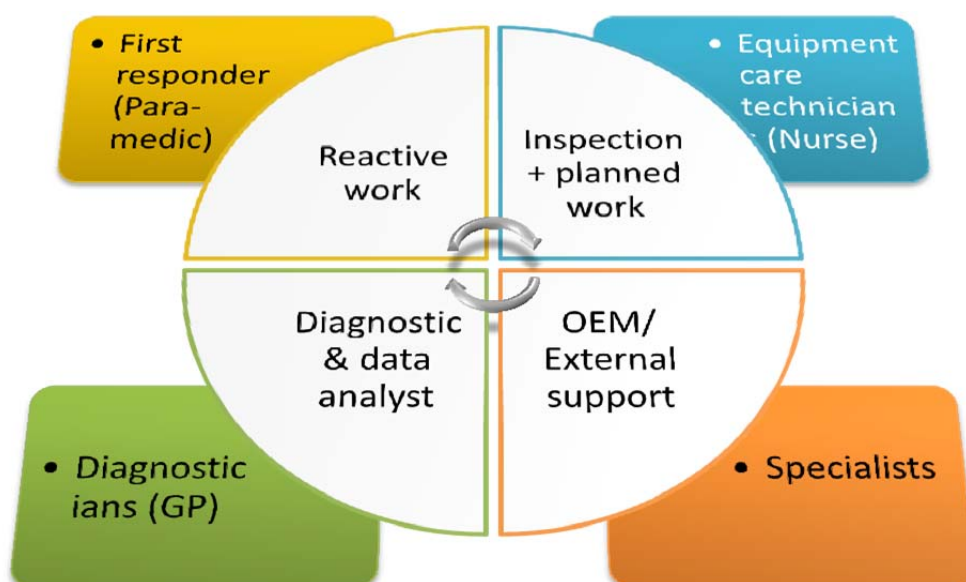 • First
responder
(Para-
medic)
Reactive
work
• Equipment
care
technician
s (Nurse)
Inspection
+ planned
work
Diagnostic
& data
analyst
• Diagnostic
ians (GP)
OEM/
External
support
• Specialists